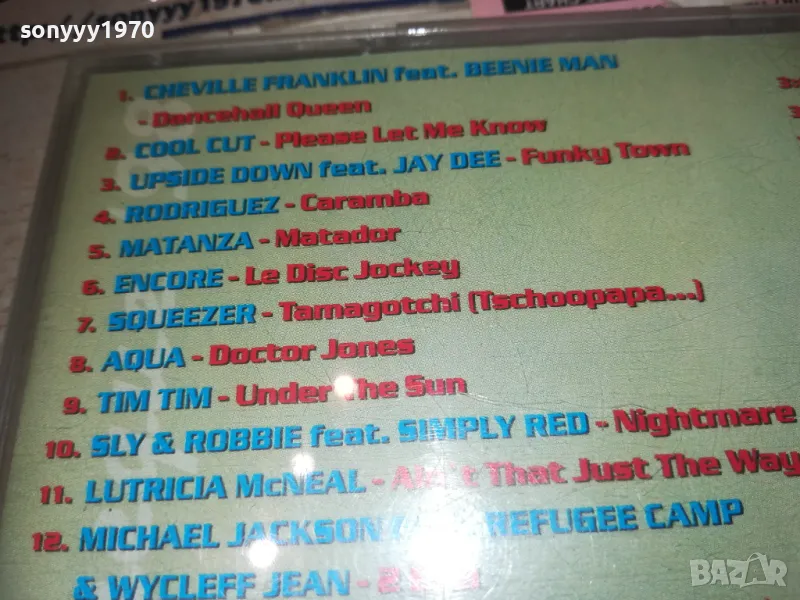 sonyyy1970
1. CHEVILLE FRANKLIN feat. BEENIE MAN
- Dancehall Queen
2. COOL CUT - Please Let Me Know
3. UPSIDE DOWN feat. JAY DEE - Funky Town
4. RODRIGUEZ - Caramba
5. MATANZA - Matador
6. ENCORE - Le Disc Jockey
7. SQUEEZER - Tamagotchi (Tschoopapa...)
8. AQUA - Doctor Jones
9. TIM TIM - Under The Sun
10. SLY & ROBBIE feat. SIMPLY RED - Nightmare
11. LUTRICIA McNEAL - Ain't That Just The Way
12. MICHAEL JACKSON REFUGEE CAMP
& WYCLEFF JEAN - 2
BAZAR